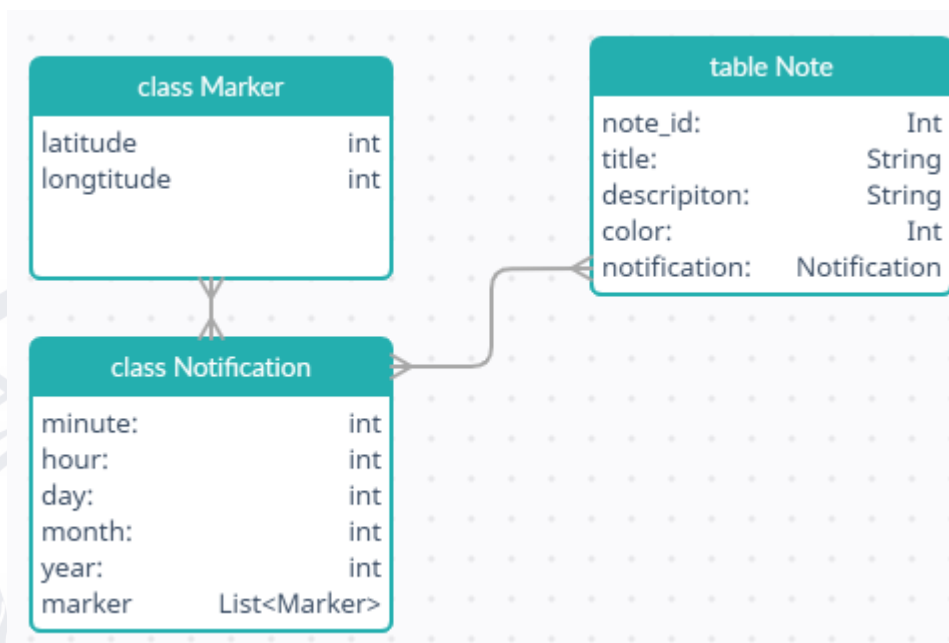 class Marker
latitude int
longtitude int
table Note
note_id: Int
title: String
descripiton: String
color: Int
notification: Notification
class Notification
minute: int
hour: int
day: int
month: int
year: int
marker List<Marker>